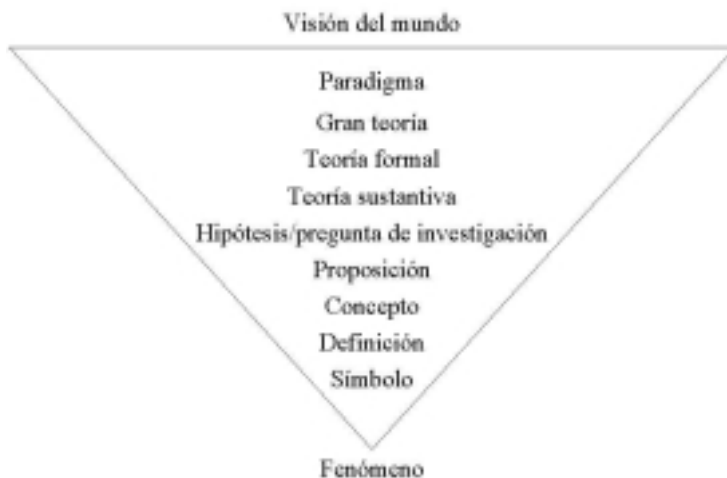 Visión del mundo
Paradigma
Gran teoría
Teoría formal
Teoría sustantiva
Hipótesis/pregunta de investigación
Proposición
Concepto
Definición
Símbolo
Fenómeno